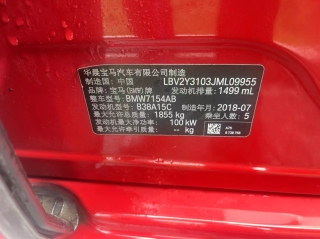 华晨宝马汽车有限公司制造
制造国：中国 LBV2Y3103JML09955
品牌：宝马(BMW)牌 发动机排量：1499 mL
整车型号：BMW7154AB
发动机型号：B38A15C 制造年月：2018-07
最大允许总质量：1855 kg 乘坐人数：5
发动机最大净功率：100 kW
最大允许牵引质量：-- kg